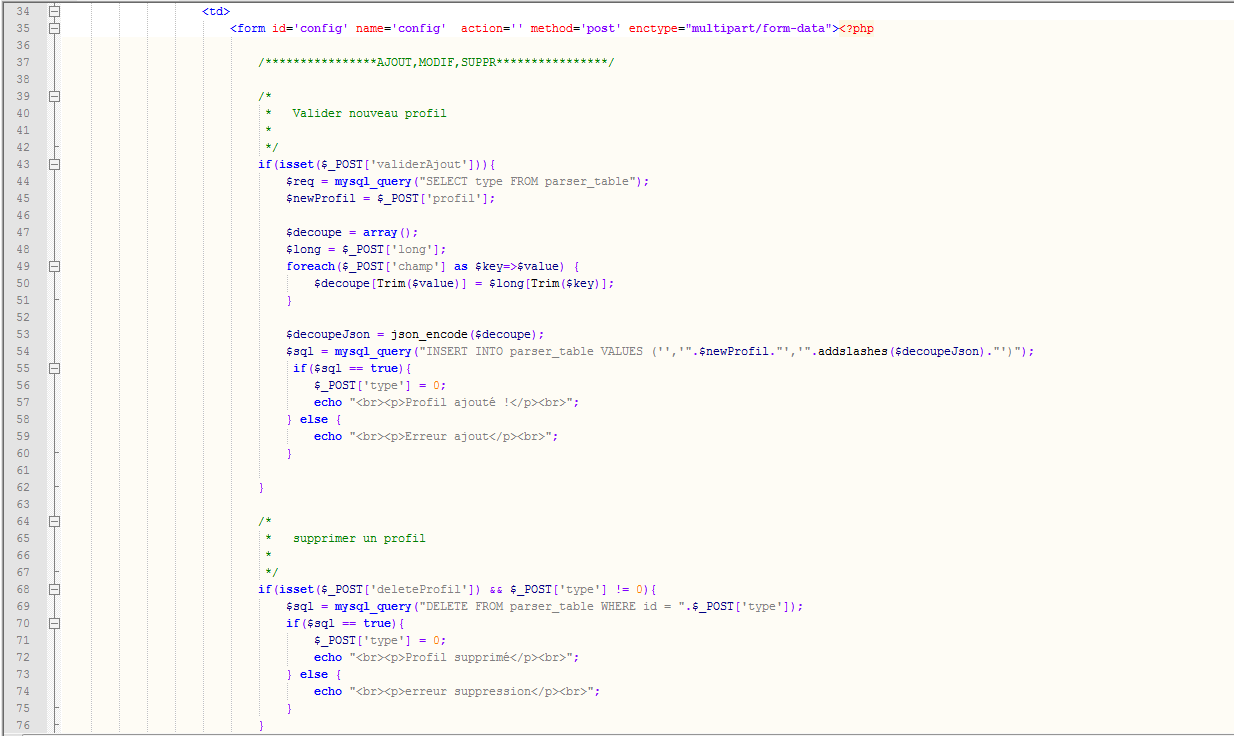 34 <td>
35 <form id='config' name='config'  action='' method='post' enctype="multipart/form-data"><?php
36
37 /****************AJOUT,MODIF,SUPPR****************/
38
39 /*
40 *   Valider nouveau profil
41 *
42 */
43 if(isset($_POST['validerAjout'])){
44 $req = mysql_query("SELECT type FROM parser_table");
45 $newProfil = $_POST['profil'];
46
47 $decoupe = array();
48 $long = $_POST['long'];
49 foreach($_POST['champ'] as $key=>$value) {
50 $decoupe[Trim($value)] = $long[Trim($key)];
51 }
52
53 $decoupeJson = json_encode($decoupe);
54 $sql = mysql_query("INSERT INTO parser_table VALUES ('','".$newProfil."','".addslashes($decoupeJson)."')");
55 if($sql == true){
56 $_POST['type'] = 0;
57 echo "<br><p>Profil ajouté !</p><br>";
58 } else {
59 echo "<br><p>Erreur ajout</p><br>";
60 }
61
62 }
63
64 /*
65 *   supprimer un profil
66 *
67 */
68 if(isset($_POST['deleteProfil']) && $_POST['type'] != 0){
69 $sql = mysql_query("DELETE FROM parser_table WHERE id = ".$_POST['type']);
70 if($sql == true){
71 $_POST['type'] = 0;
72 echo "<br><p>Profil supprimé</p><br>";
73 } else {
74 echo "<br><p>erreur suppression</p><br>";
75 }
76 }